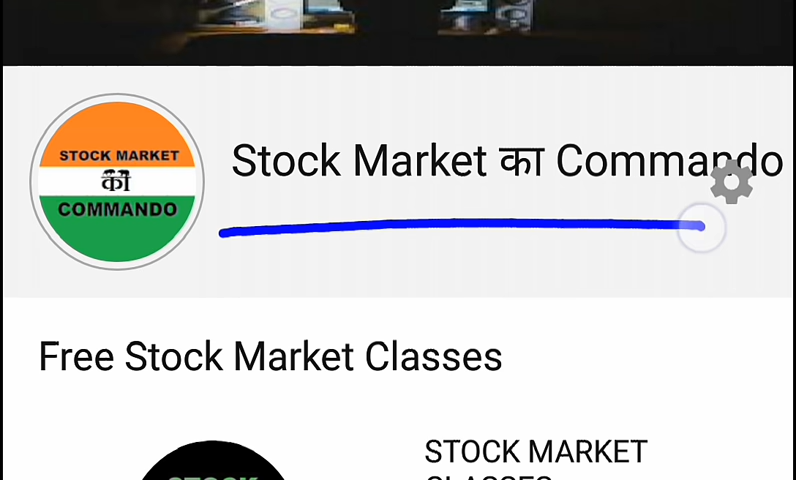 STOCK MARKET
का
COMMANDO
Stock Market का Commando
Free Stock Market Classes
STOCK MARKET